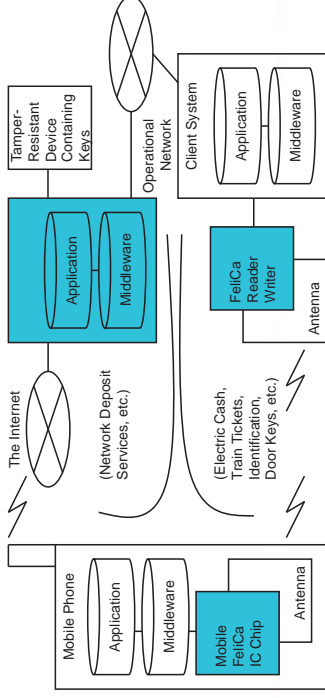 Mobile Phone
Application
Middleware
Mobile
FeliCa
IC Chip
Antenna
The Internet
(Network Deposit
Services, etc.)
(Electric Cash,
Train Tickets,
Identification,
Door Keys, etc.)
Application
Middleware
Tamper-
Resistant
Device
Containing
Keys
Operational
Network
Client System
Application
Middleware
FeliCa
Reader
Writer
Antenna